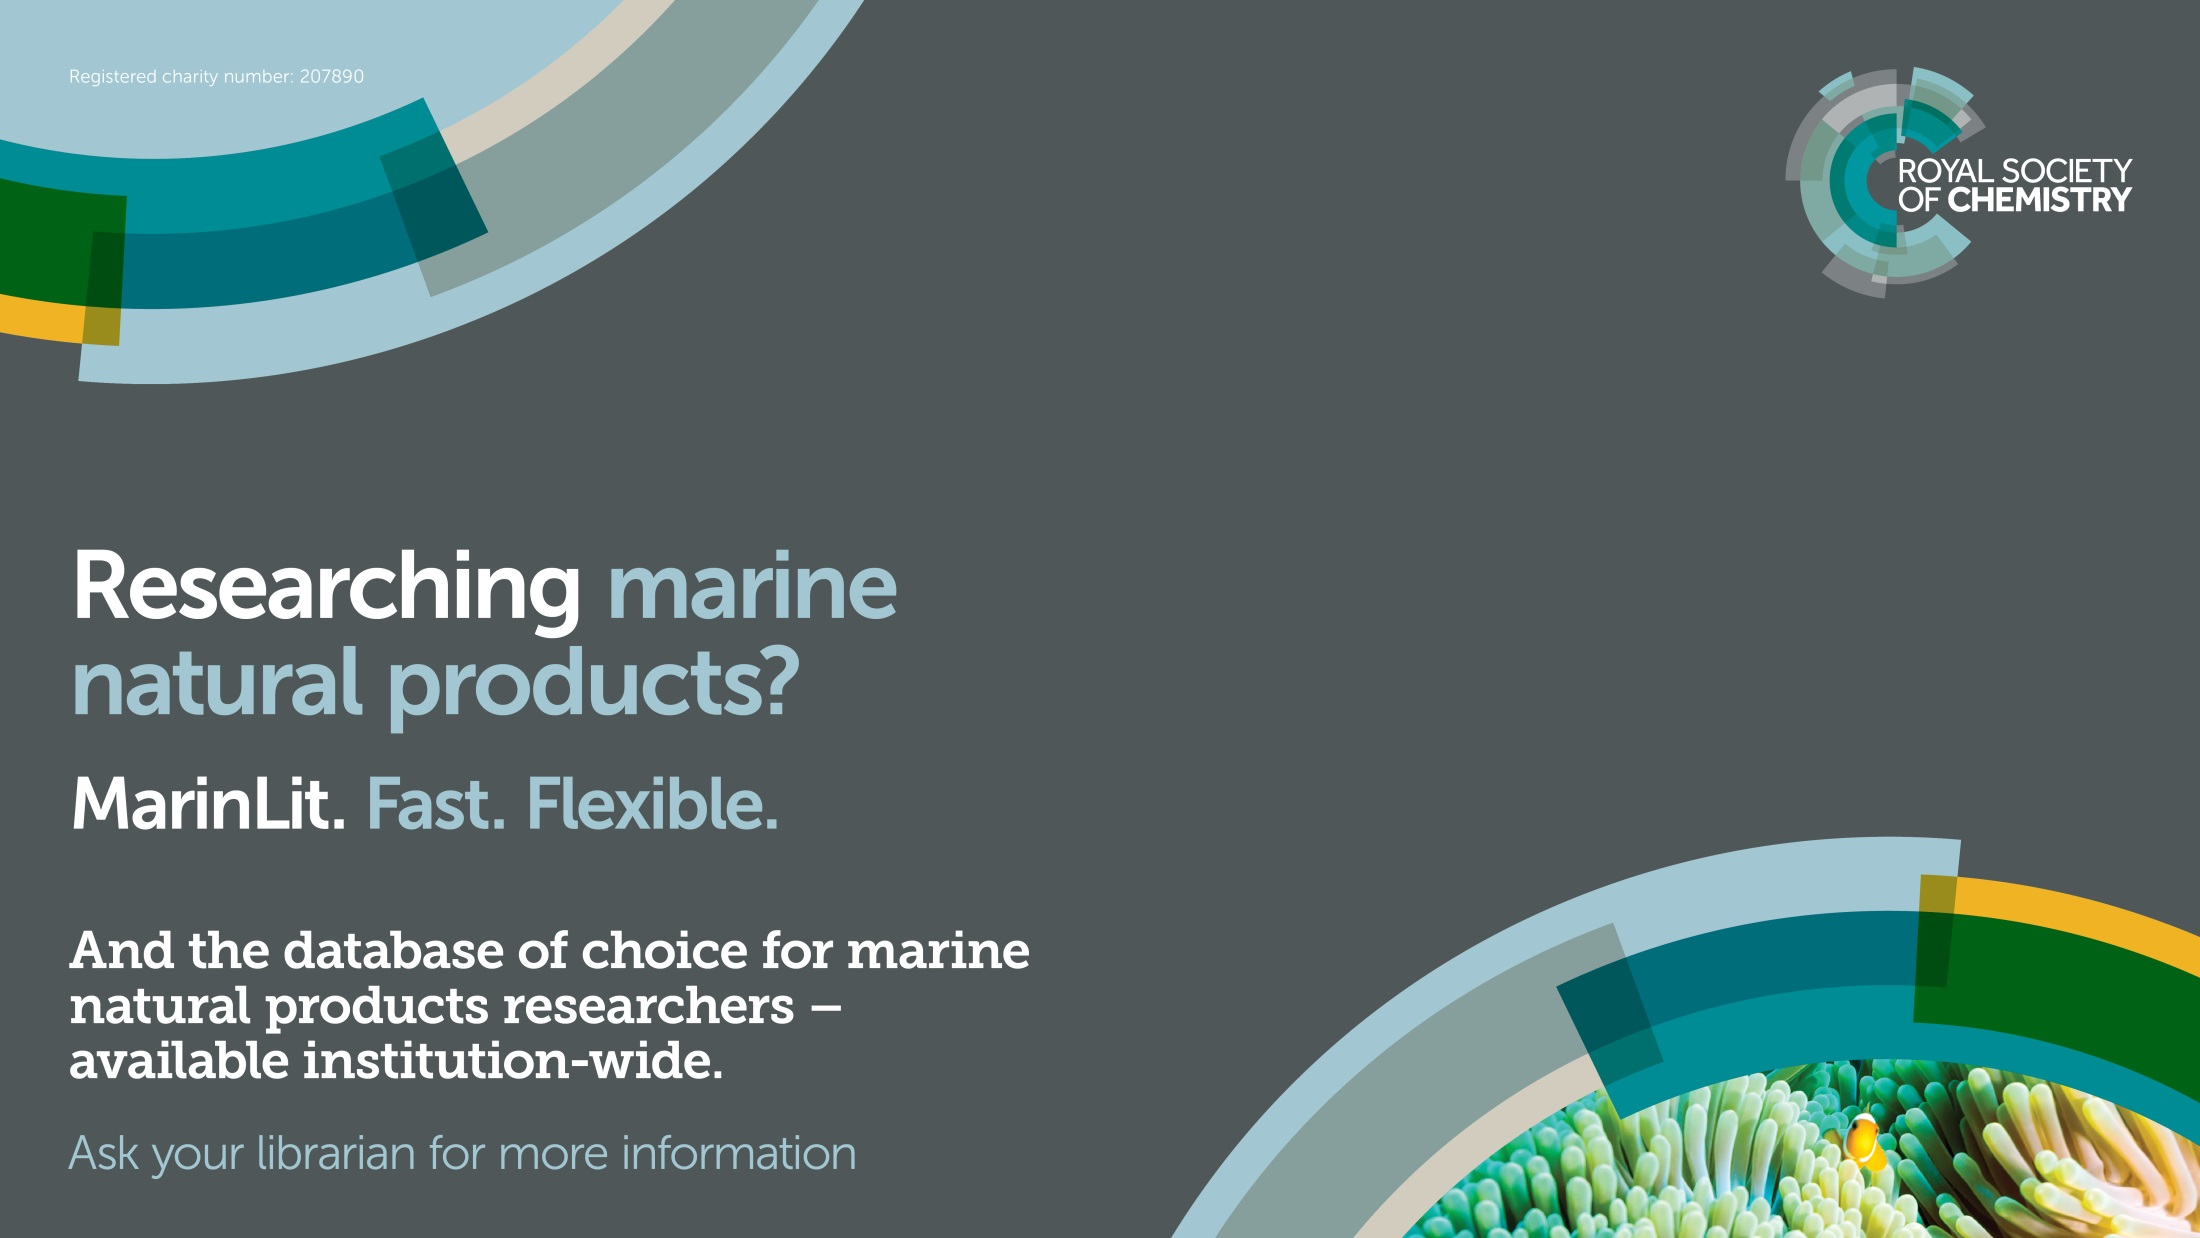 Registered charity number: 207890
ROYAL SOCIETY
OF CHEMISTRY
Researching marine
natural products?
MarinLit. Fast. Flexible.
And the database of choice for marine
natural products researchers –
available institution-wide.
Ask your librarian for more information